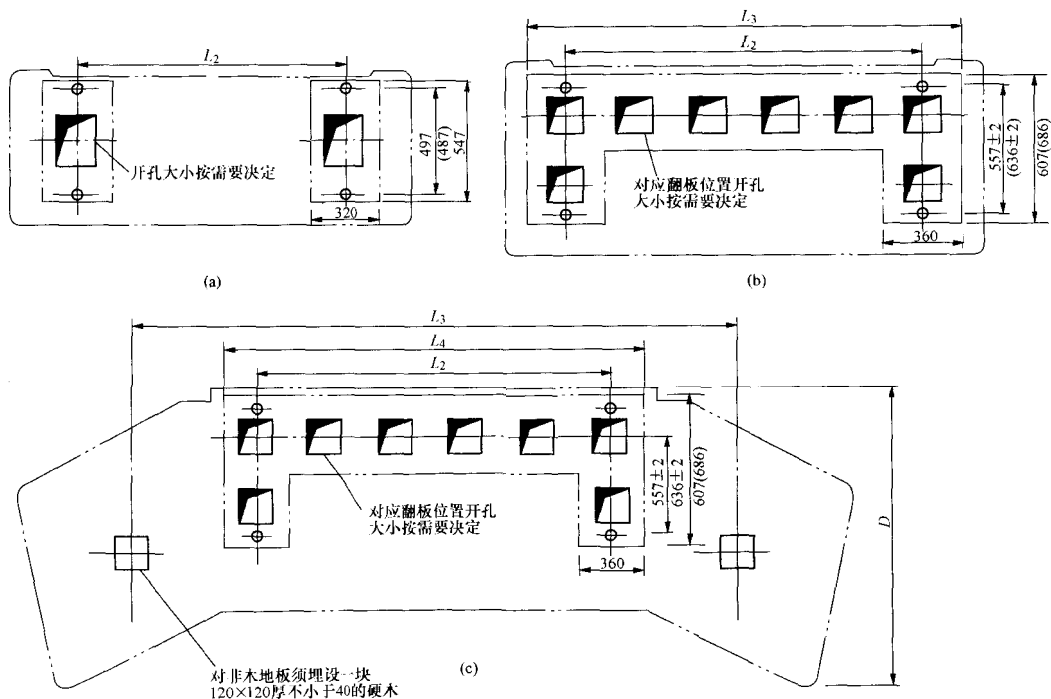 L2
497
(487)
547
开孔大小按需要决定
320
(a)
L3
L2
557±2
(636±2)
607(686)
对应翻板位置开孔
大小按需要决定
360
(b)
L3
L4
L2
557±2
636±2
607(686)
D
对应翻板位置开孔
大小按需要决定
360
对非木地板须埋设一块
120×120厚不小于40的硬木
(c)